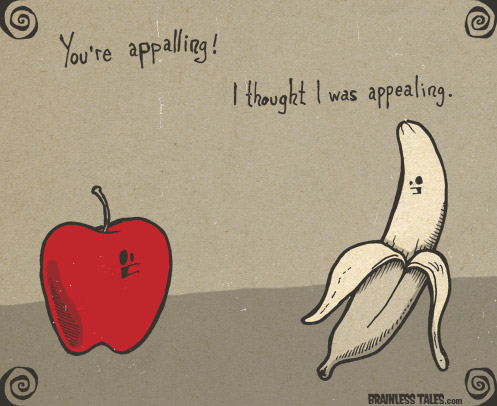 You're appalling!
I thought I was appealing.
BRAINLESS TALES.com